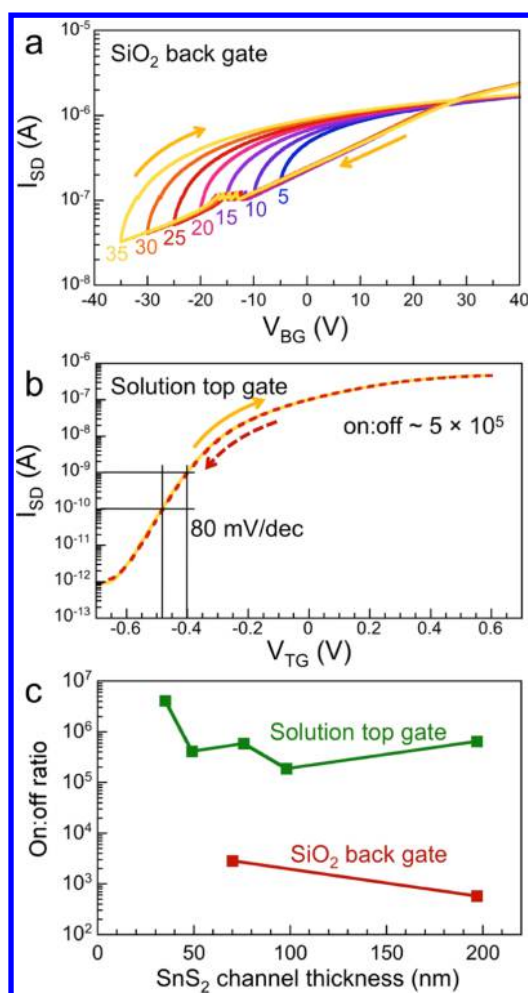 a
SiO₂ back gate
I_SD (A)
10⁻⁵
10⁻⁶
10⁻⁷
10⁻⁸
35
30
25
20
15
10
5
-40 -30 -20 -10 0 10 20 30 40
V_BG (V)
b
Solution top gate
on:off ~ 5 × 10⁵
80 mV/dec
I_SD (A)
10⁻⁶
10⁻⁷
10⁻⁸
10⁻⁹
10⁻¹⁰
10⁻¹¹
10⁻¹²
10⁻¹³
-0.6 -0.4 -0.2 0 0.2 0.4 0.6
V_TG (V)
c
On:off ratio
10⁷
10⁶
10⁵
10⁴
10³
10²
Solution top gate
SiO₂ back gate
0 50 100 150 200
SnS₂ channel thickness (nm)